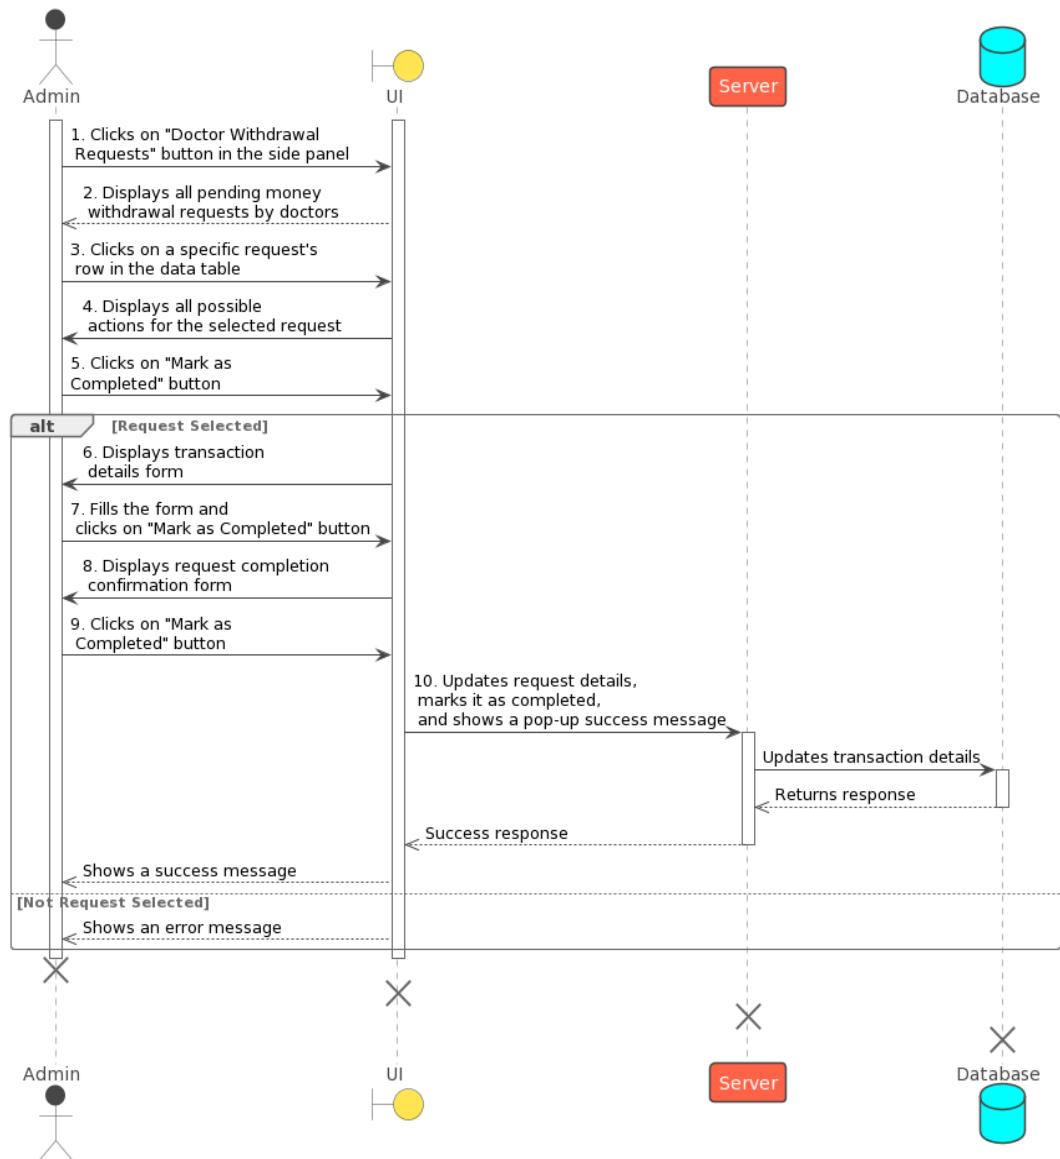 Admin
UI
Server
Database
1. Clicks on "Doctor Withdrawal
Requests" button in the side panel
2. Displays all pending money
withdrawal requests by doctors
3. Clicks on a specific request's
row in the data table
4. Displays all possible
actions for the selected request
5. Clicks on "Mark as
Completed" button
alt [Request Selected]
6. Displays transaction
details form
7. Fills the form and
clicks on "Mark as Completed" button
8. Displays request completion
confirmation form
9. Clicks on "Mark as
Completed" button
10. Updates request details,
marks it as completed,
and shows a pop-up success message
Updates transaction details
Returns response
Success response
Shows a success message
[Not Request Selected]
Shows an error message
Admin
UI
Server
Database